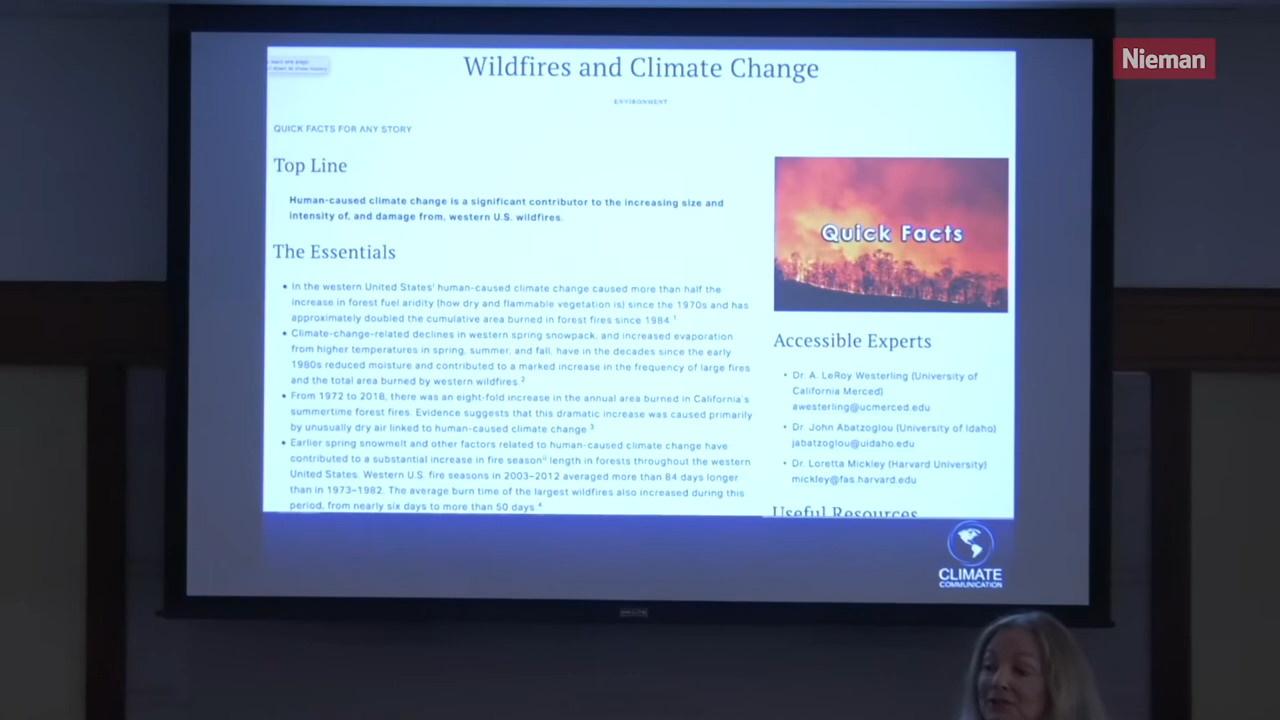 Nieman
Wildfires and Climate Change
ENVIRONMENT
QUICK FACTS FOR ANY STORY
Top Line
Human-caused climate change is a significant contributor to the increasing size and
intensity of, and damage from, western U.S. wildfires.
The Essentials
• In the western United States' human-caused climate change caused more than half the
increase in forest fuel aridity (how dry and flammable vegetation is) since the 1970s and has
approximately doubled the cumulative area burned in forest fires since 1984.¹
• Climate-change-related declines in western spring snowpack, and increased evaporation
from higher temperatures in spring, summer, and fall, have in the decades since the early
1980s reduced moisture and contributed to a marked increase in the frequency of large fires
and the total area burned by western wildfires.²
• From 1972 to 2018, there was an eight-fold increase in the annual area burned in California's
summertime forest fires. Evidence suggests that this dramatic increase was caused primarily
by unusually dry air linked to human-caused climate change.³
• Earlier spring snowmelt and other factors related to human-caused climate change have
contributed to a substantial increase in fire seasonⁱⁱ length in forests throughout the western
United States. Western U.S. fire seasons in 2003–2012 averaged more than 84 days longer
than in 1973–1982. The average burn time of the largest wildfires also increased during this
period, from nearly six days to more than 50 days.⁴
Quick Facts
Accessible Experts
• Dr. A. LeRoy Westerling (University of
California Merced)
awesterling@ucmerced.edu
• Dr. John Abatzoglou (University of Idaho)
jabatzoglou@uidaho.edu
• Dr. Loretta Mickley (Harvard University)
mickley@fas.harvard.edu
Useful Resources
CLIMATE
COMMUNICATION